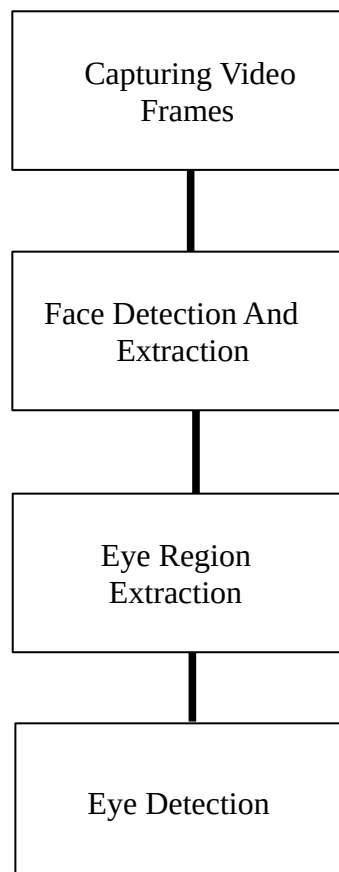 Capturing Video
Frames
Face Detection And
Extraction
Eye Region
Extraction
Eye Detection